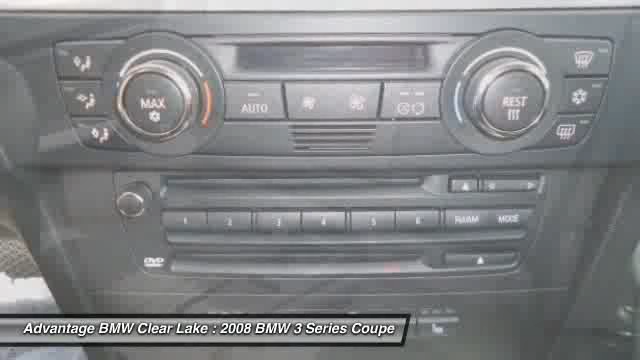 MAX
AUTO
REST
1 2 3 4 5 6 FM/AM MODE
DVD
Advantage BMW Clear Lake : 2008 BMW 3 Series Coupe